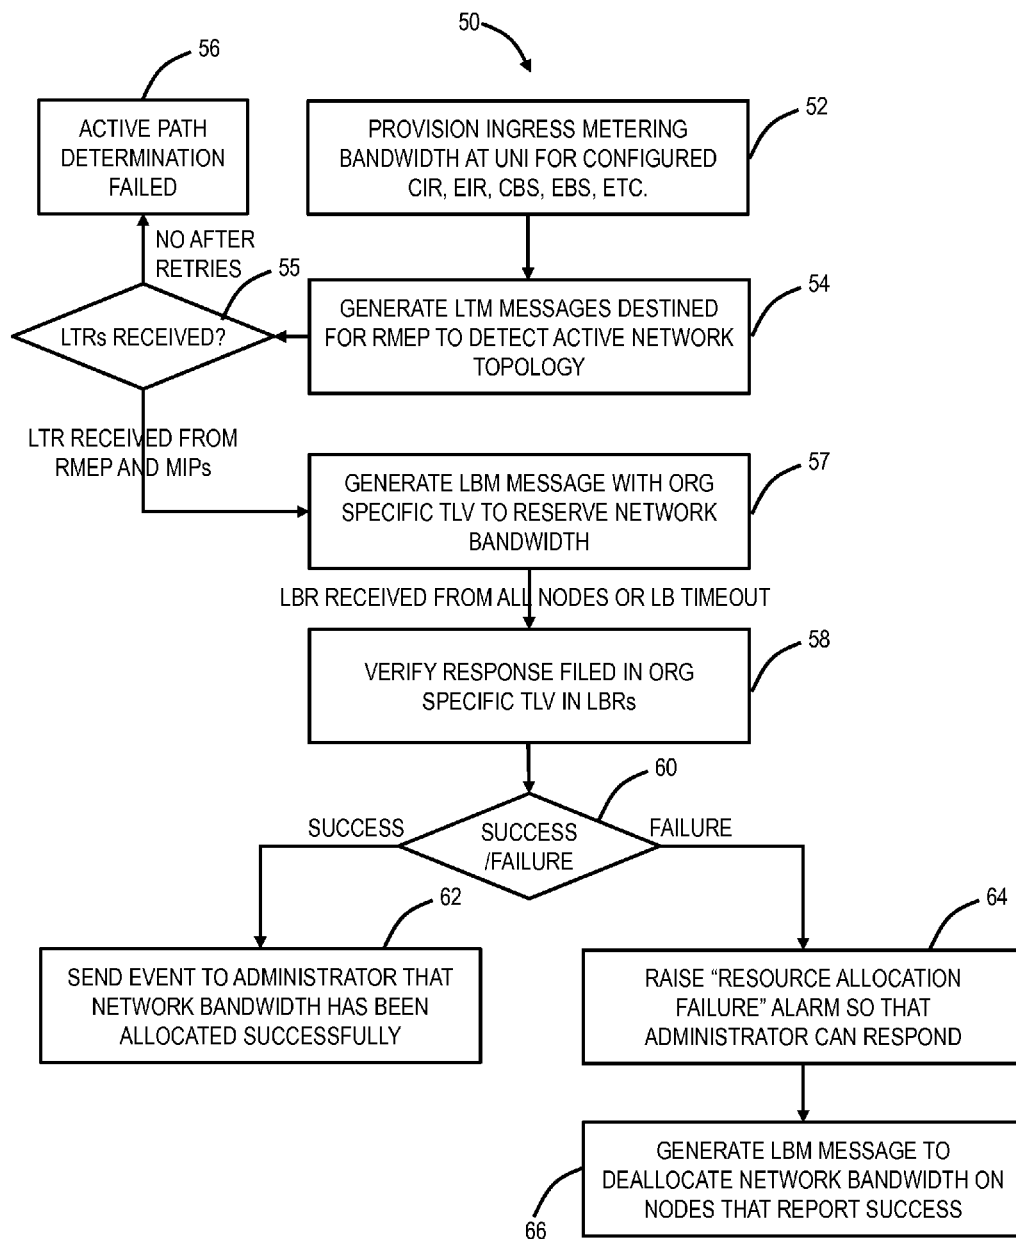 50
56
ACTIVE PATH
DETERMINATION
FAILED
52
PROVISION INGRESS METERING
BANDWIDTH AT UNI FOR CONFIGURED
CIR, EIR, CBS, EBS, ETC.
NO AFTER
RETRIES
55
LTRs RECEIVED?
54
GENERATE LTM MESSAGES DESTINED
FOR RMEP TO DETECT ACTIVE NETWORK
TOPOLOGY
LTR RECEIVED FROM
RMEP AND MIPs
57
GENERATE LBM MESSAGE WITH ORG
SPECIFIC TLV TO RESERVE NETWORK
BANDWIDTH
LBR RECEIVED FROM ALL NODES OR LB TIMEOUT
58
VERIFY RESPONSE FILED IN ORG
SPECIFIC TLV IN LBRs
60
SUCCESS
/FAILURE
SUCCESS
FAILURE
62
SEND EVENT TO ADMINISTRATOR THAT
NETWORK BANDWIDTH HAS BEEN
ALLOCATED SUCCESSFULLY
64
RAISE “RESOURCE ALLOCATION
FAILURE” ALARM SO THAT
ADMINISTRATOR CAN RESPOND
GENERATE LBM MESSAGE TO
DEALLOCATE NETWORK BANDWIDTH ON
NODES THAT REPORT SUCCESS
66